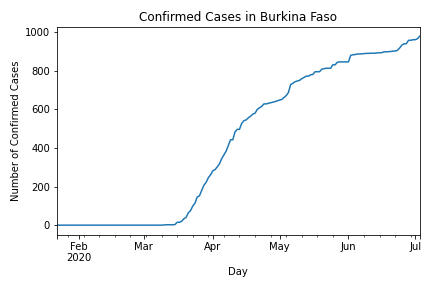 Confirmed Cases in Burkina Faso
1000
800
600
400
200
0
Number of Confirmed Cases
Feb
2020
Mar
Apr
May
Jun
Jul
Day